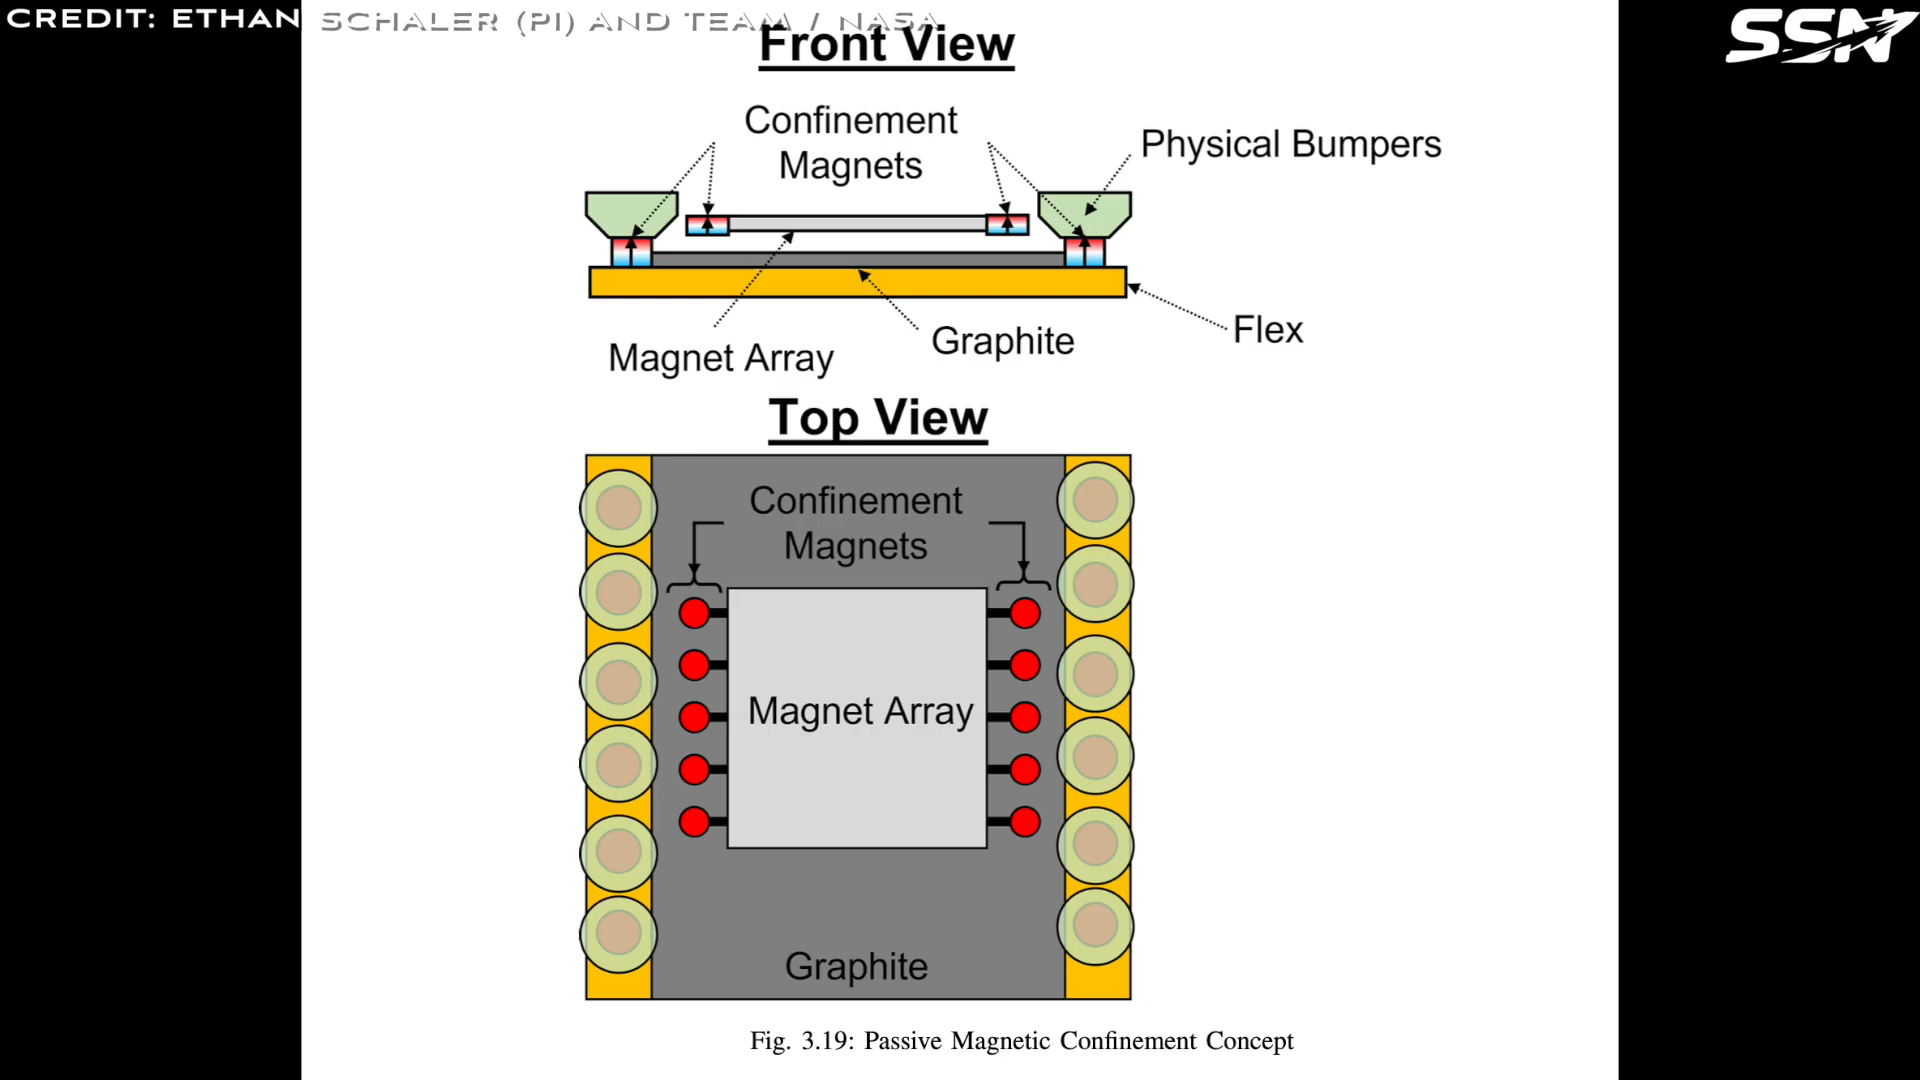 CREDIT: ETHAN SCHALER (PI) AND TEAM / NASA
SSN
Front View
Confinement
Magnets
Physical Bumpers
Magnet Array
Graphite
Flex
Top View
Confinement
Magnets
Magnet Array
Graphite
Fig. 3.19: Passive Magnetic Confinement Concept